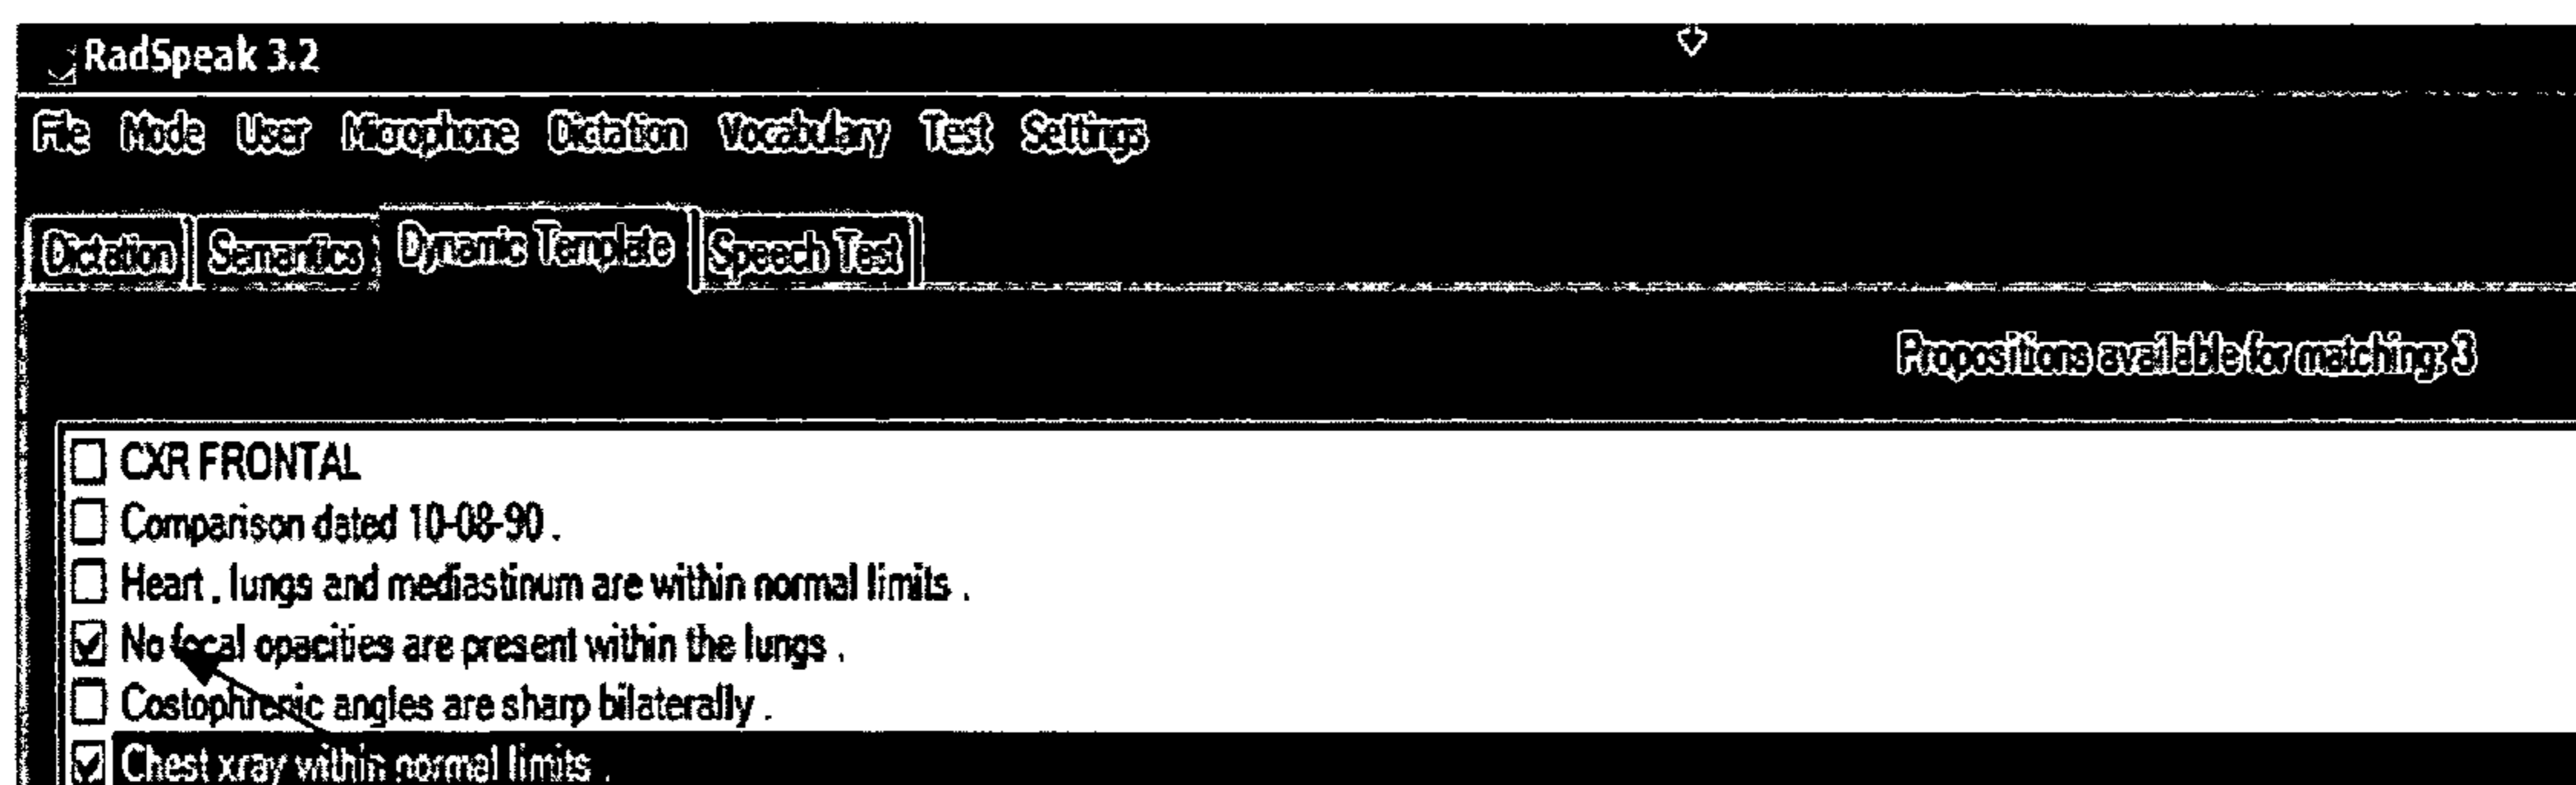 RadSpeak 3.2
File Mode User Microphone Dictation Vocabulary Test Settings
Dictation Semantics Dynamic Template Speech Test
Propositions available for matching: 3
CXR FRONTAL
Comparison dated 10-08-90 .
Heart , lungs and mediastinum are within normal limits .
No focal opacities are present within the lungs .
Costophrenic angles are sharp bilaterally .
Chest xray within normal limits .